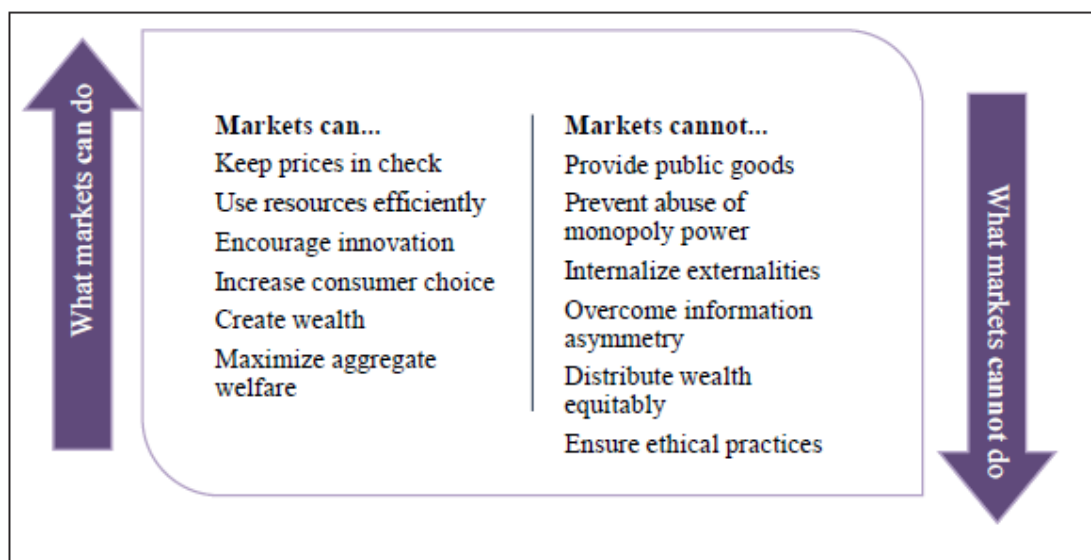 What markets can do
Markets can...
Keep prices in check
Use resources efficiently
Encourage innovation
Increase consumer choice
Create wealth
Maximize aggregate
welfare
Markets cannot...
Provide public goods
Prevent abuse of
monopoly power
Internalize externalities
Overcome information
asymmetry
Distribute wealth
equitably
Ensure ethical practices
What markets cannot do